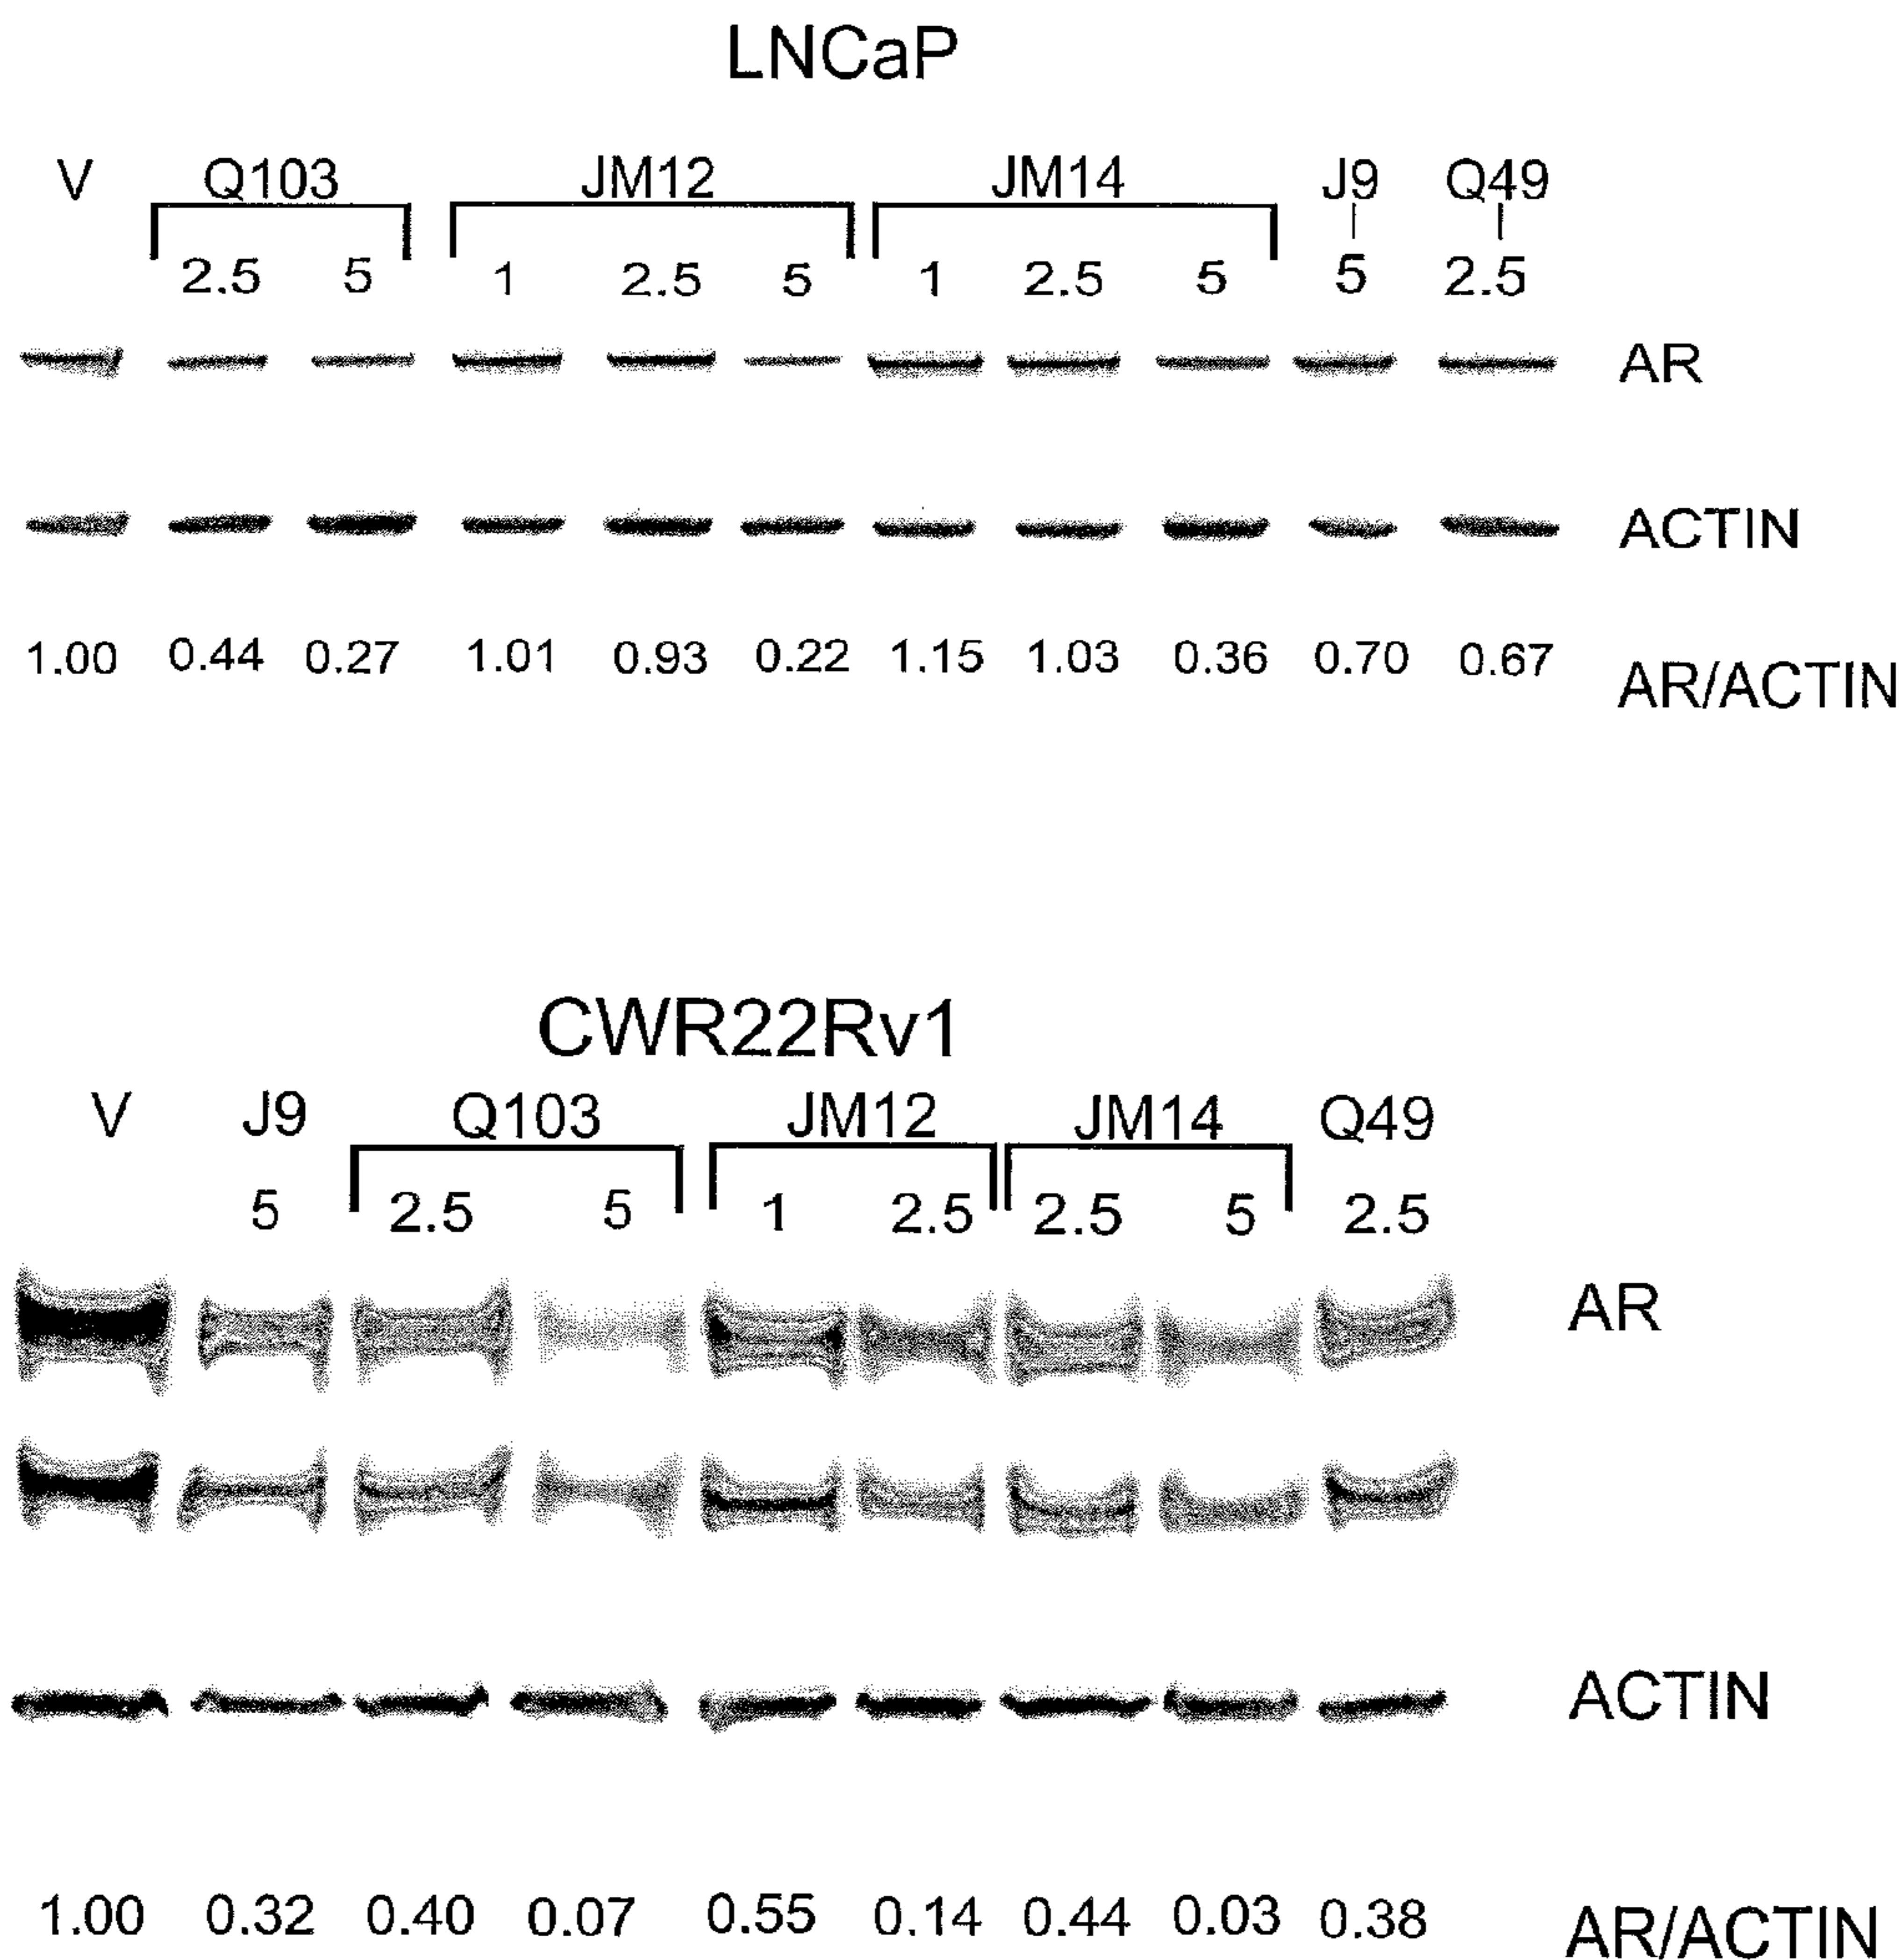 LNCaP
V Q103 JM12 JM14 J9 Q49
2.5 5 1 2.5 5 1 2.5 5 5 2.5
AR
ACTIN
1.00 0.44 0.27 1.01 0.93 0.22 1.15 1.03 0.36 0.70 0.67
AR/ACTIN
CWR22Rv1
V J9 Q103 JM12 JM14 Q49
5 2.5 5 1 2.5 2.5 5 2.5
AR
ACTIN
1.00 0.32 0.40 0.07 0.55 0.14 0.44 0.03 0.38
AR/ACTIN